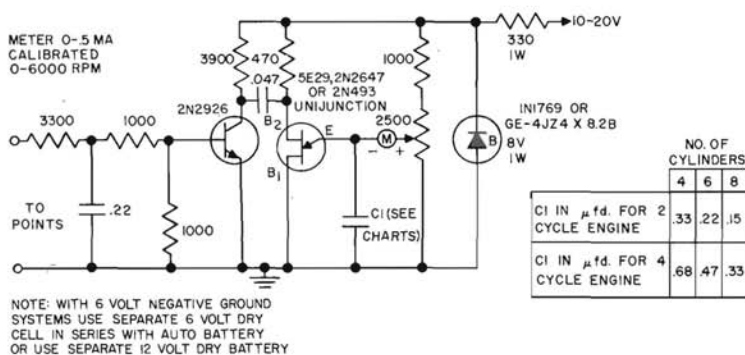 METER 0-.5 MA
CALIBRATED
0-6000 RPM
3900
470
.047
5E29, 2N2647
OR 2N493
UNIJUNCTION
1000
330
1W
10-20V
3300
1000
2N2926
B2
E
B1
M
- +
2500
1N1769 OR
GE-4JZ4 X 8.2B
B
8V
1W
TO
POINTS
.22
1000
C1 (SEE
CHARTS)
NO. OF
CYLINDERS
4 6 8
C1 IN μfd. FOR 2
CYCLE ENGINE
.33 .22 .15
C1 IN μfd. FOR 4
CYCLE ENGINE
.68 .47 .33
NOTE: WITH 6 VOLT NEGATIVE GROUND
SYSTEMS USE SEPARATE 6 VOLT DRY
CELL IN SERIES WITH AUTO BATTERY
OR USE SEPARATE 12 VOLT DRY BATTERY